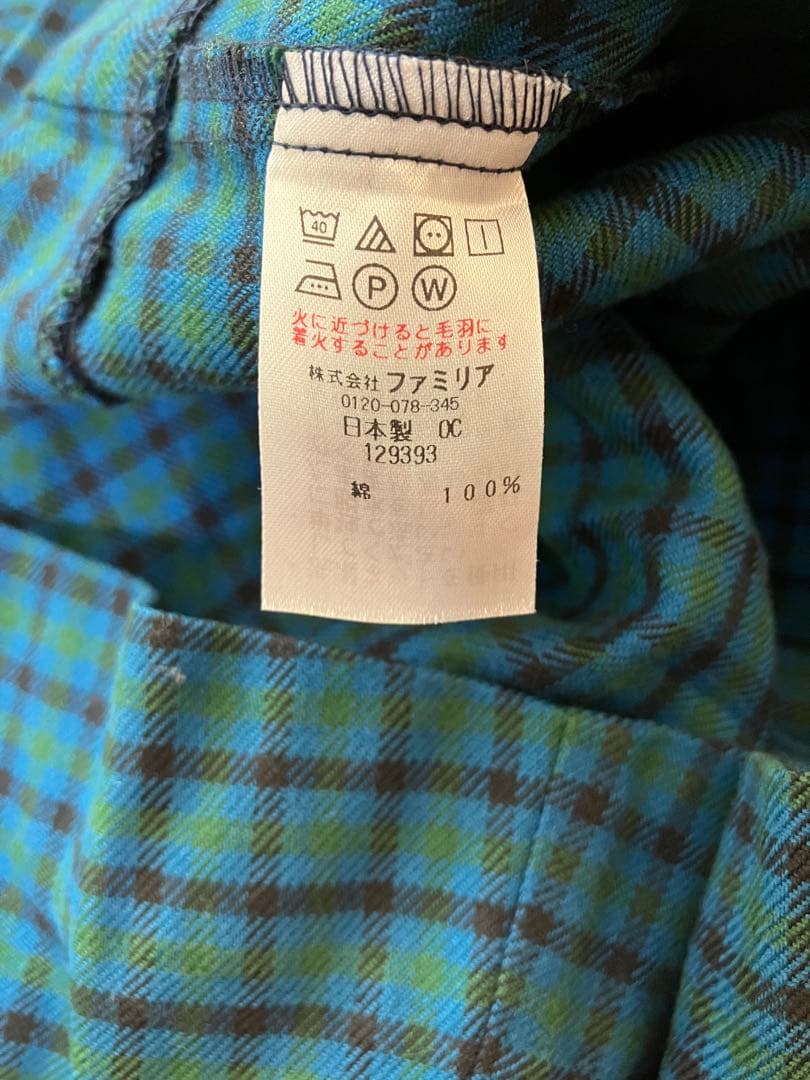 40
P W
火に近づけると毛羽に
着火することがあります
株式会社 ファミリア
0120-078-345
日本製 OC
129393
綿 100%